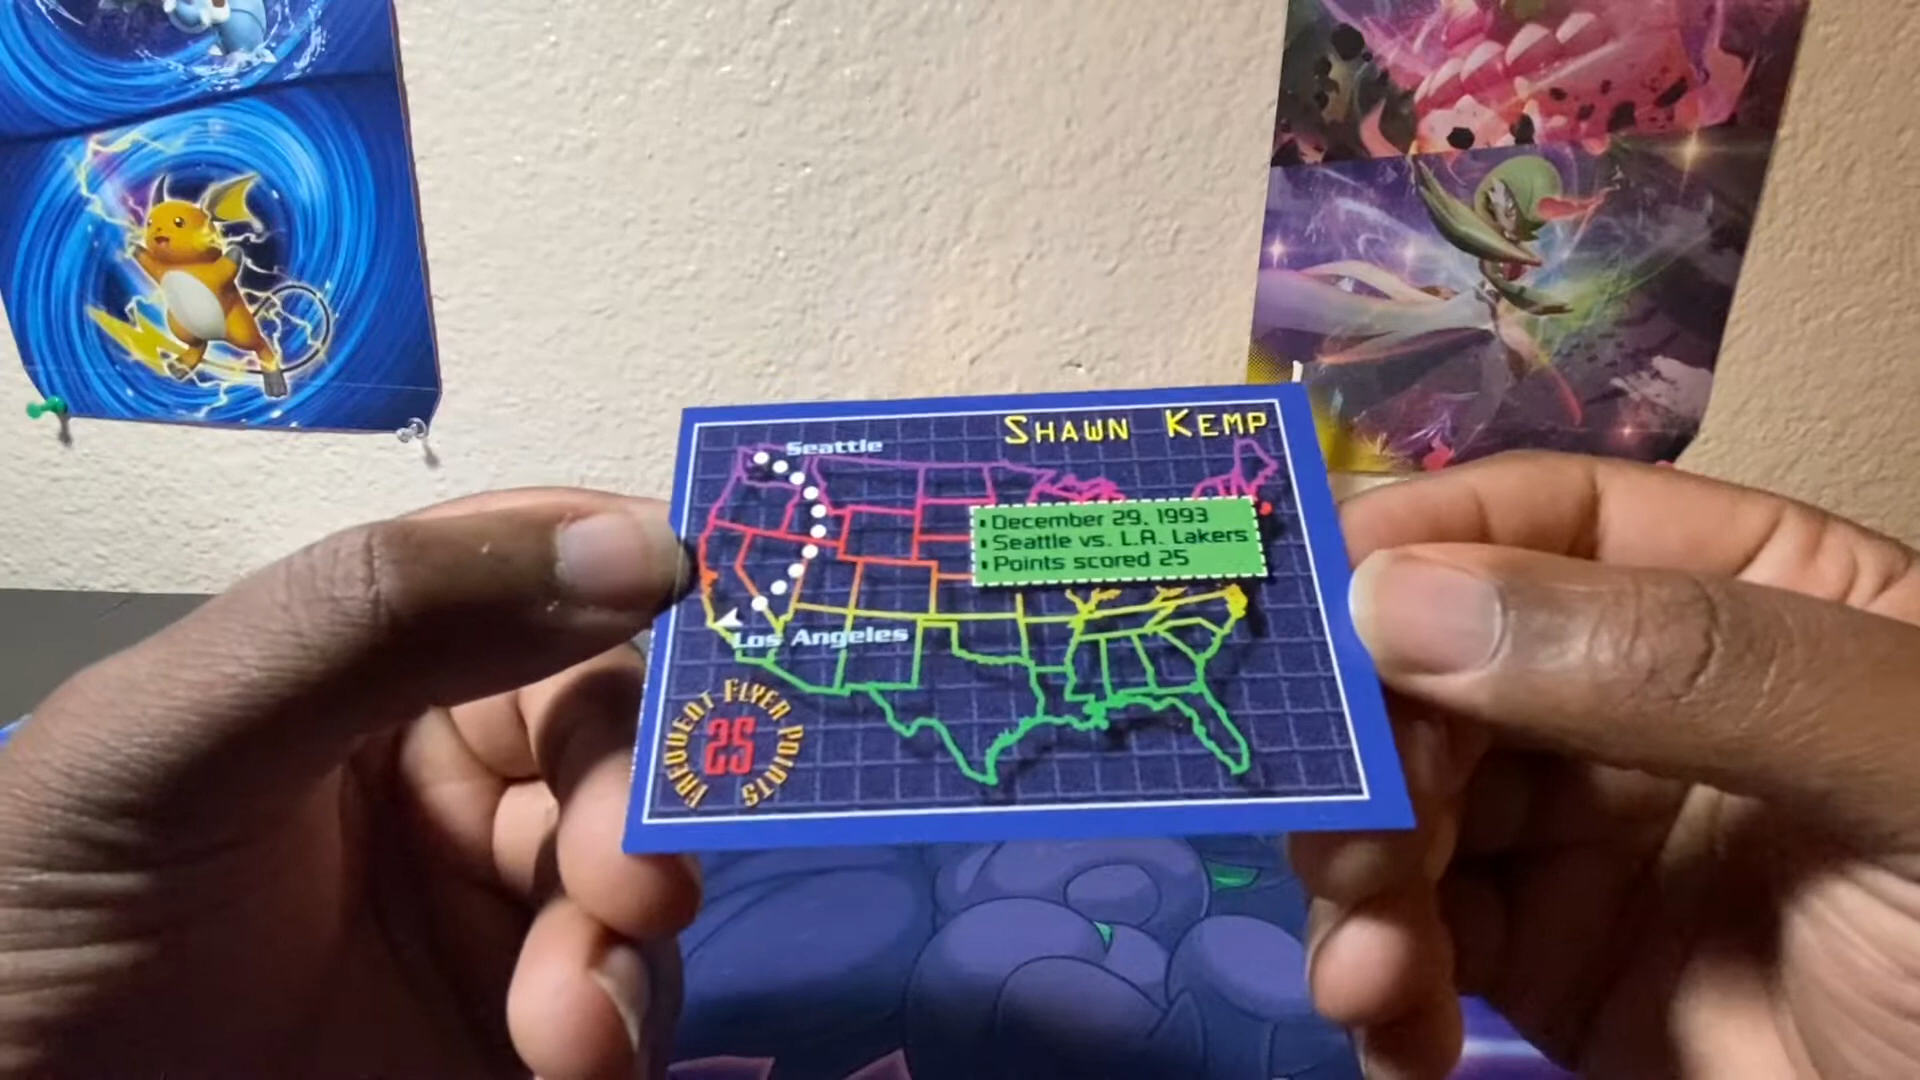 SHAWN KEMP
Seattle
• December 29, 1993
• Seattle vs. L.A. Lakers
• Points scored 25
Los Angeles
FREQUENT FLYER POINTS
25